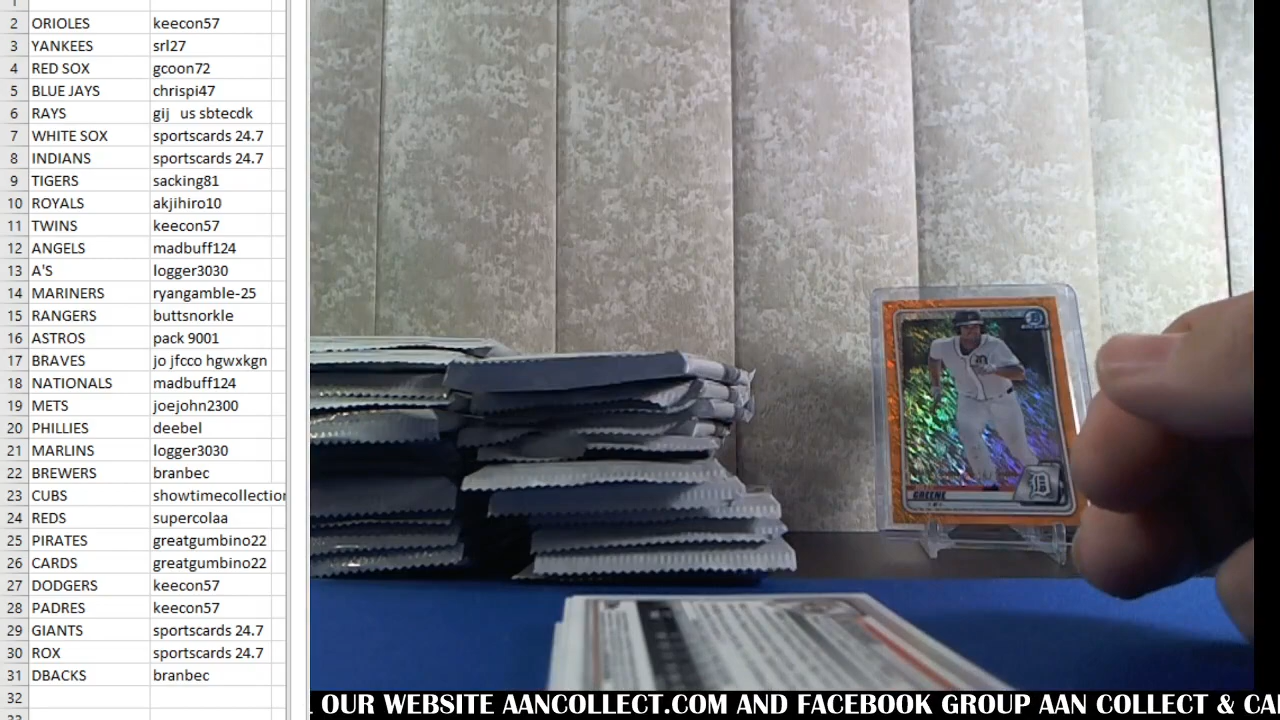 2 ORIOLES keecon57
3 YANKEES srl27
4 RED SOX gcoon72
5 BLUE JAYS chrispi47
6 RAYS gij us sbtecdk
7 WHITE SOX sportscards 24.7
8 INDIANS sportscards 24.7
9 TIGERS sacking81
10 ROYALS akjihiro10
11 TWINS keecon57
12 ANGELS madbuff124
13 A'S logger3030
14 MARINERS ryangamble-25
15 RANGERS buttsnorkle
16 ASTROS pack 9001
17 BRAVES jo jfcco hgwxkgn
18 NATIONALS madbuff124
19 METS joejohn2300
20 PHILLIES deebel
21 MARLINS logger3030
22 BREWERS branbec
23 CUBS showtimecollection
24 REDS supercolaa
25 PIRATES greatgumbino22
26 CARDS greatgumbino22
27 DODGERS keecon57
28 PADRES keecon57
29 GIANTS sportscards 24.7
30 ROX sportscards 24.7
31 DBACKS branbec
32
GREENE
OUR WEBSITE AANCOLLECT.COM AND FACEBOOK GROUP AAN COLLECT & CA